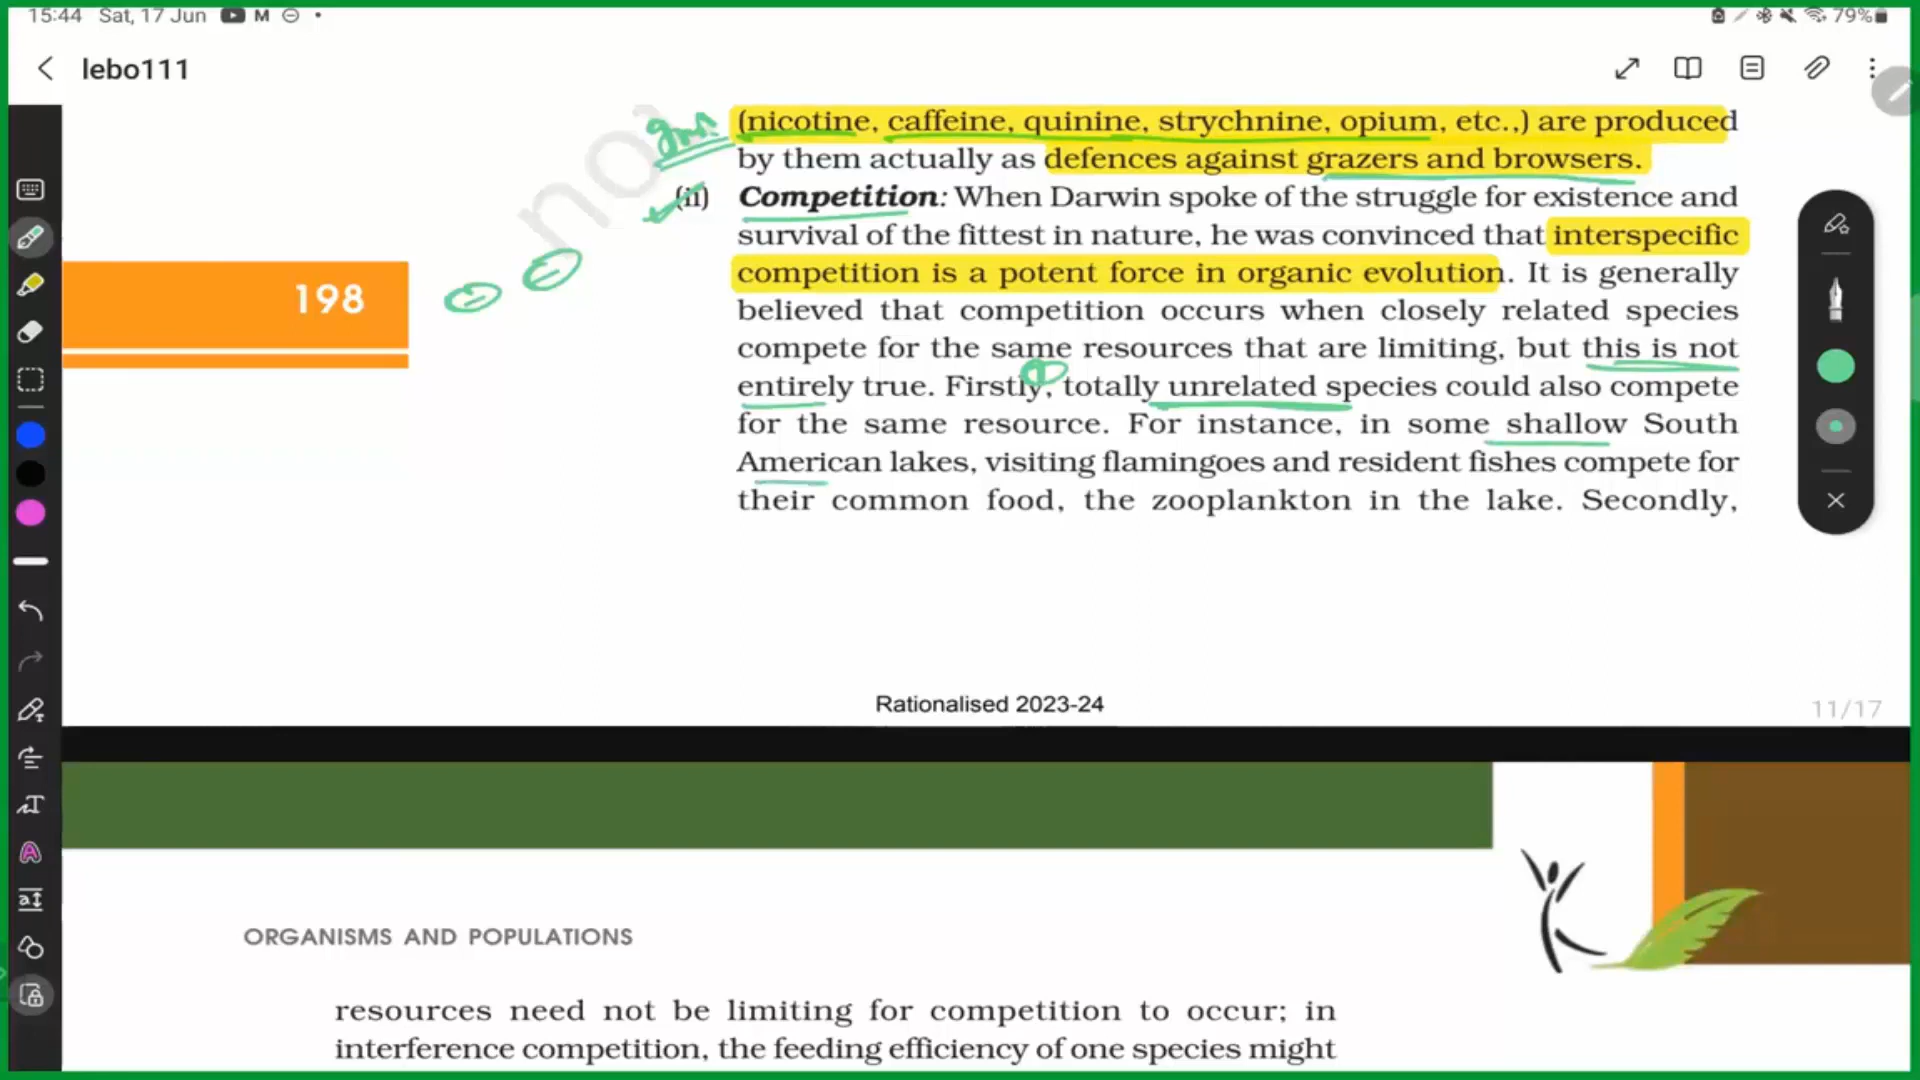 15:44 Sat, 17 Jun M 79%
lebo111
(nicotine, caffeine, quinine, strychnine, opium, etc.,) are produced
by them actually as defences against grazers and browsers.
(ii) Competition: When Darwin spoke of the struggle for existence and
survival of the fittest in nature, he was convinced that interspecific
competition is a potent force in organic evolution. It is generally
believed that competition occurs when closely related species
compete for the same resources that are limiting, but this is not
entirely true. Firstly, totally unrelated species could also compete
for the same resource. For instance, in some shallow South
American lakes, visiting flamingoes and resident fishes compete for
their common food, the zooplankton in the lake. Secondly,
198
no
Rationalised 2023-24
11/17
ORGANISMS AND POPULATIONS
resources need not be limiting for competition to occur; in
interference competition, the feeding efficiency of one species might